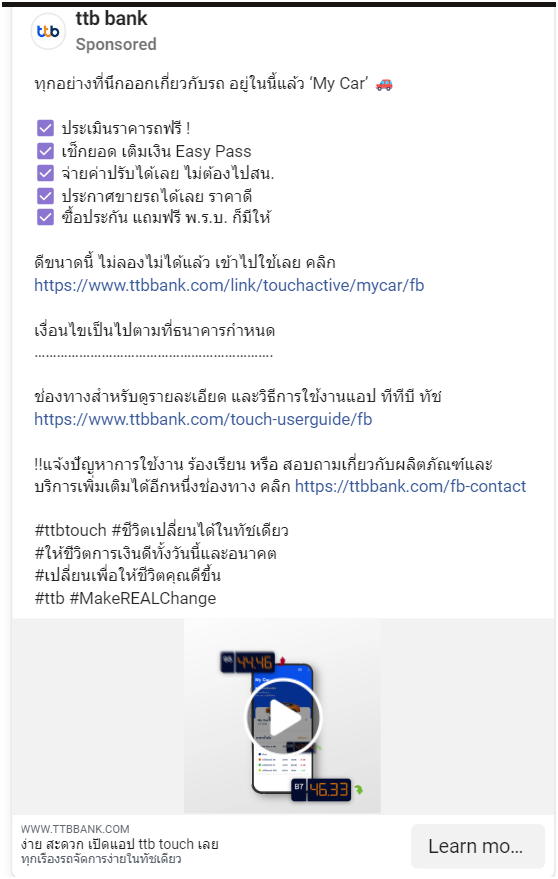 ttb
ttb bank
Sponsored
ทุกอย่างที่นึกออกเกี่ยวกับรถ อยู่ในนี้แล้ว ‘My Car’ 🚗
☑ ประเมินราคารถฟรี !
☑ เช็กยอด เติมเงิน Easy Pass
☑ จ่ายค่าปรับได้เลย ไม่ต้องไปสน.
☑ ประกาศขายรถได้เลย ราคาดี
☑ ซื้อประกัน แถมฟรี พ.ร.บ. ก็มีให้
ดีขนาดนี้ ไม่ลองไม่ได้แล้ว เข้าไปใช้เลย คลิก
https://www.ttbbank.com/link/touchactive/mycar/fb
เงื่อนไขเป็นไปตามที่ธนาคารกำหนด
……………………………………………………….
ช่องทางสำหรับดูรายละเอียด และวิธีการใช้งานแอป ทีทีบี ทัช
https://www.ttbbank.com/touch-userguide/fb
!!แจ้งปัญหาการใช้งาน ร้องเรียน หรือ สอบถามเกี่ยวกับผลิตภัณฑ์และ
บริการเพิ่มเติมได้อีกหนึ่งช่องทาง คลิก https://ttbbank.com/fb-contact
#ttbtouch #ชีวิตเปลี่ยนได้ในทัชเดียว
#ให้ชีวิตการเงินดีทั้งวันนี้และอนาคต
#เปลี่ยนเพื่อให้ชีวิตคุณดีขึ้น
#ttb #MakeREALChange
44.46
My Car
B7 46.33
WWW.TTBBANK.COM
ง่าย สะดวก เปิดแอป ttb touch เลย
ทุกเรื่องรถจัดการง่ายในทัชเดียว
Learn mo...